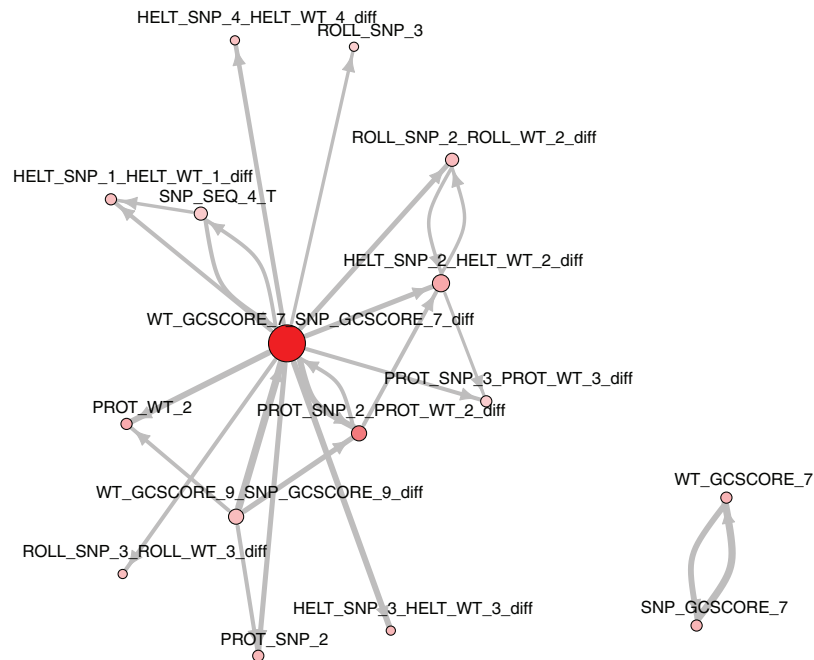 HELT_SNP_4_HELT_WT_4_diff
ROLL_SNP_3
ROLL_SNP_2_ROLL_WT_2_diff
HELT_SNP_1_HELT_WT_1_diff
SNP_SEQ_4_T
HELT_SNP_2_HELT_WT_2_diff
WT_GCSCORE_7_SNP_GCSCORE_7_diff
PROT_SNP_3_PROT_WT_3_diff
PROT_WT_2
PROT_SNP_2_PROT_WT_2_diff
WT_GCSCORE_7
WT_GCSCORE_9_SNP_GCSCORE_9_diff
ROLL_SNP_3_ROLL_WT_3_diff
HELT_SNP_3_HELT_WT_3_diff
SNP_GCSCORE_7
PROT_SNP_2